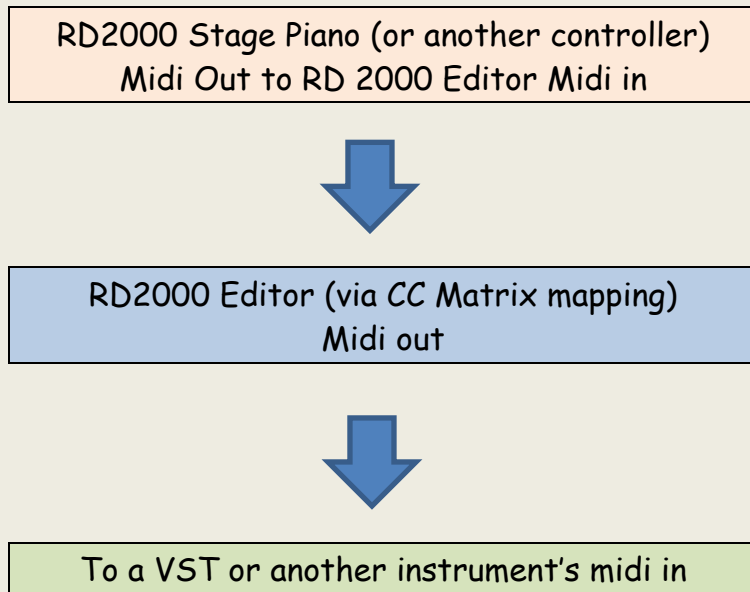 RD2000 Stage Piano (or another controller)
Midi Out to RD 2000 Editor Midi in
RD2000 Editor (via CC Matrix mapping)
Midi out
To a VST or another instrument's midi in